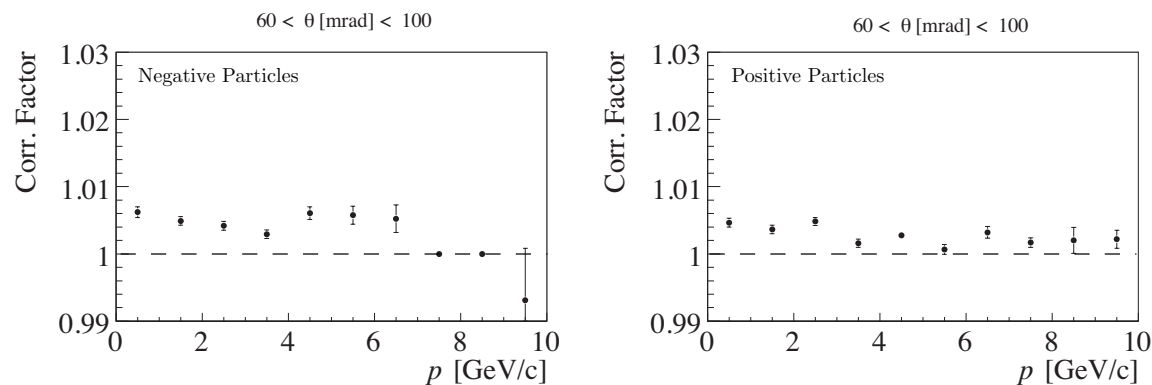 60 < θ [mrad] < 100
Corr. Factor
Negative Particles
1.03
1.02
1.01
1
0.99
0 2 4 6 8 10
p [GeV/c]
60 < θ [mrad] < 100
Corr. Factor
Positive Particles
1.03
1.02
1.01
1
0.99
0 2 4 6 8 10
p [GeV/c]